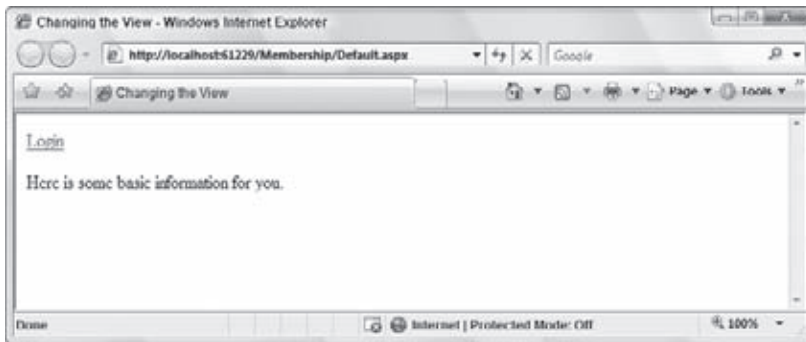 Changing the View - Windows Internet Explorer
http://localhost:61229/Membership/Default.aspx
Google
Changing the View
Page
Tools
Login
Here is some basic information for you.
Done
Internet | Protected Mode: Off
100%